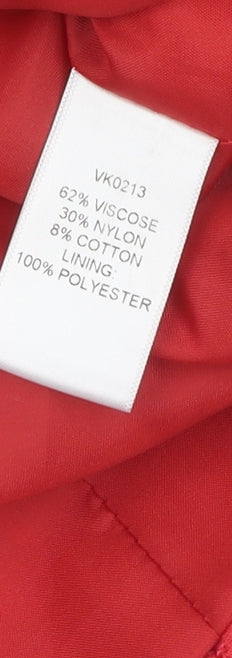 VK0213
62% VISCOSE
30% NYLON
8% COTTON
LINING:
100% POLYESTER